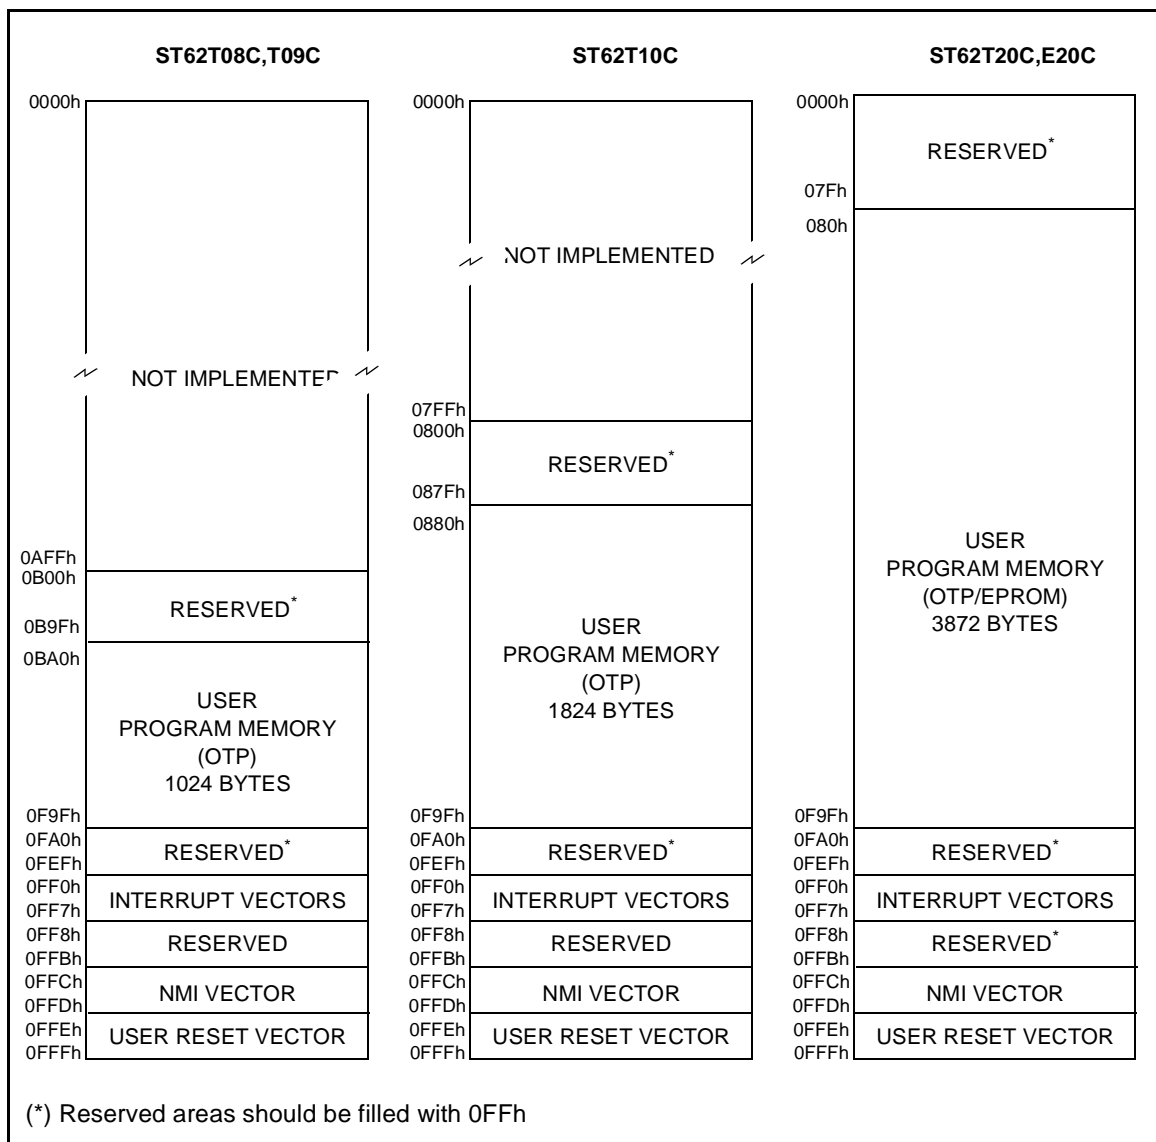 ST62T08C,T09C
0000h
NOT IMPLEMENTED
0AFFh
0B00h
RESERVED*
0B9Fh
0BA0h
USER
PROGRAM MEMORY
(OTP)
1024 BYTES
0F9Fh
0FA0h
RESERVED*
0FEFh
0FF0h
INTERRUPT VECTORS
0FF7h
0FF8h
RESERVED
0FFBh
0FFCh
NMI VECTOR
0FFDh
0FFEh
USER RESET VECTOR
0FFFh
ST62T10C
0000h
NOT IMPLEMENTED
07FFh
0800h
RESERVED*
087Fh
0880h
USER
PROGRAM MEMORY
(OTP)
1824 BYTES
0F9Fh
0FA0h
RESERVED*
0FEFh
0FF0h
INTERRUPT VECTORS
0FF7h
0FF8h
RESERVED
0FFBh
0FFCh
NMI VECTOR
0FFDh
0FFEh
USER RESET VECTOR
0FFFh
ST62T20C,E20C
0000h
RESERVED*
07Fh
080h
USER
PROGRAM MEMORY
(OTP/EPROM)
3872 BYTES
0F9Fh
0FA0h
RESERVED*
0FEFh
0FF0h
INTERRUPT VECTORS
0FF7h
0FF8h
RESERVED*
0FFBh
0FFCh
NMI VECTOR
0FFDh
0FFEh
USER RESET VECTOR
0FFFh
(*) Reserved areas should be filled with 0FFh